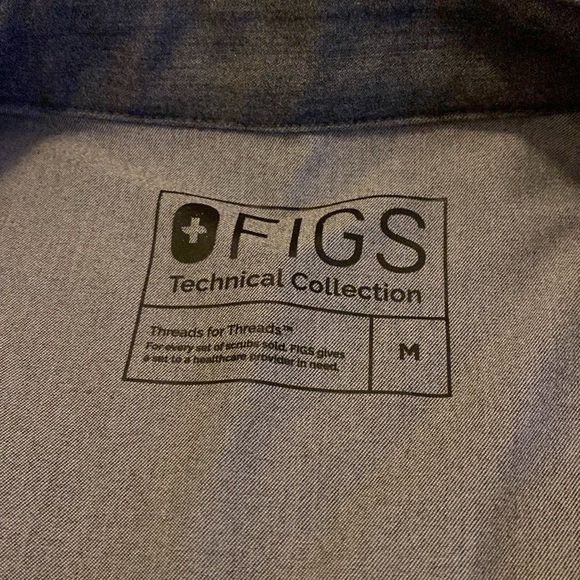 FIGS
Technical Collection
Threads for Threads™
For every set of scrubs sold, FIGS gives
a set to a healthcare provider in need.
M